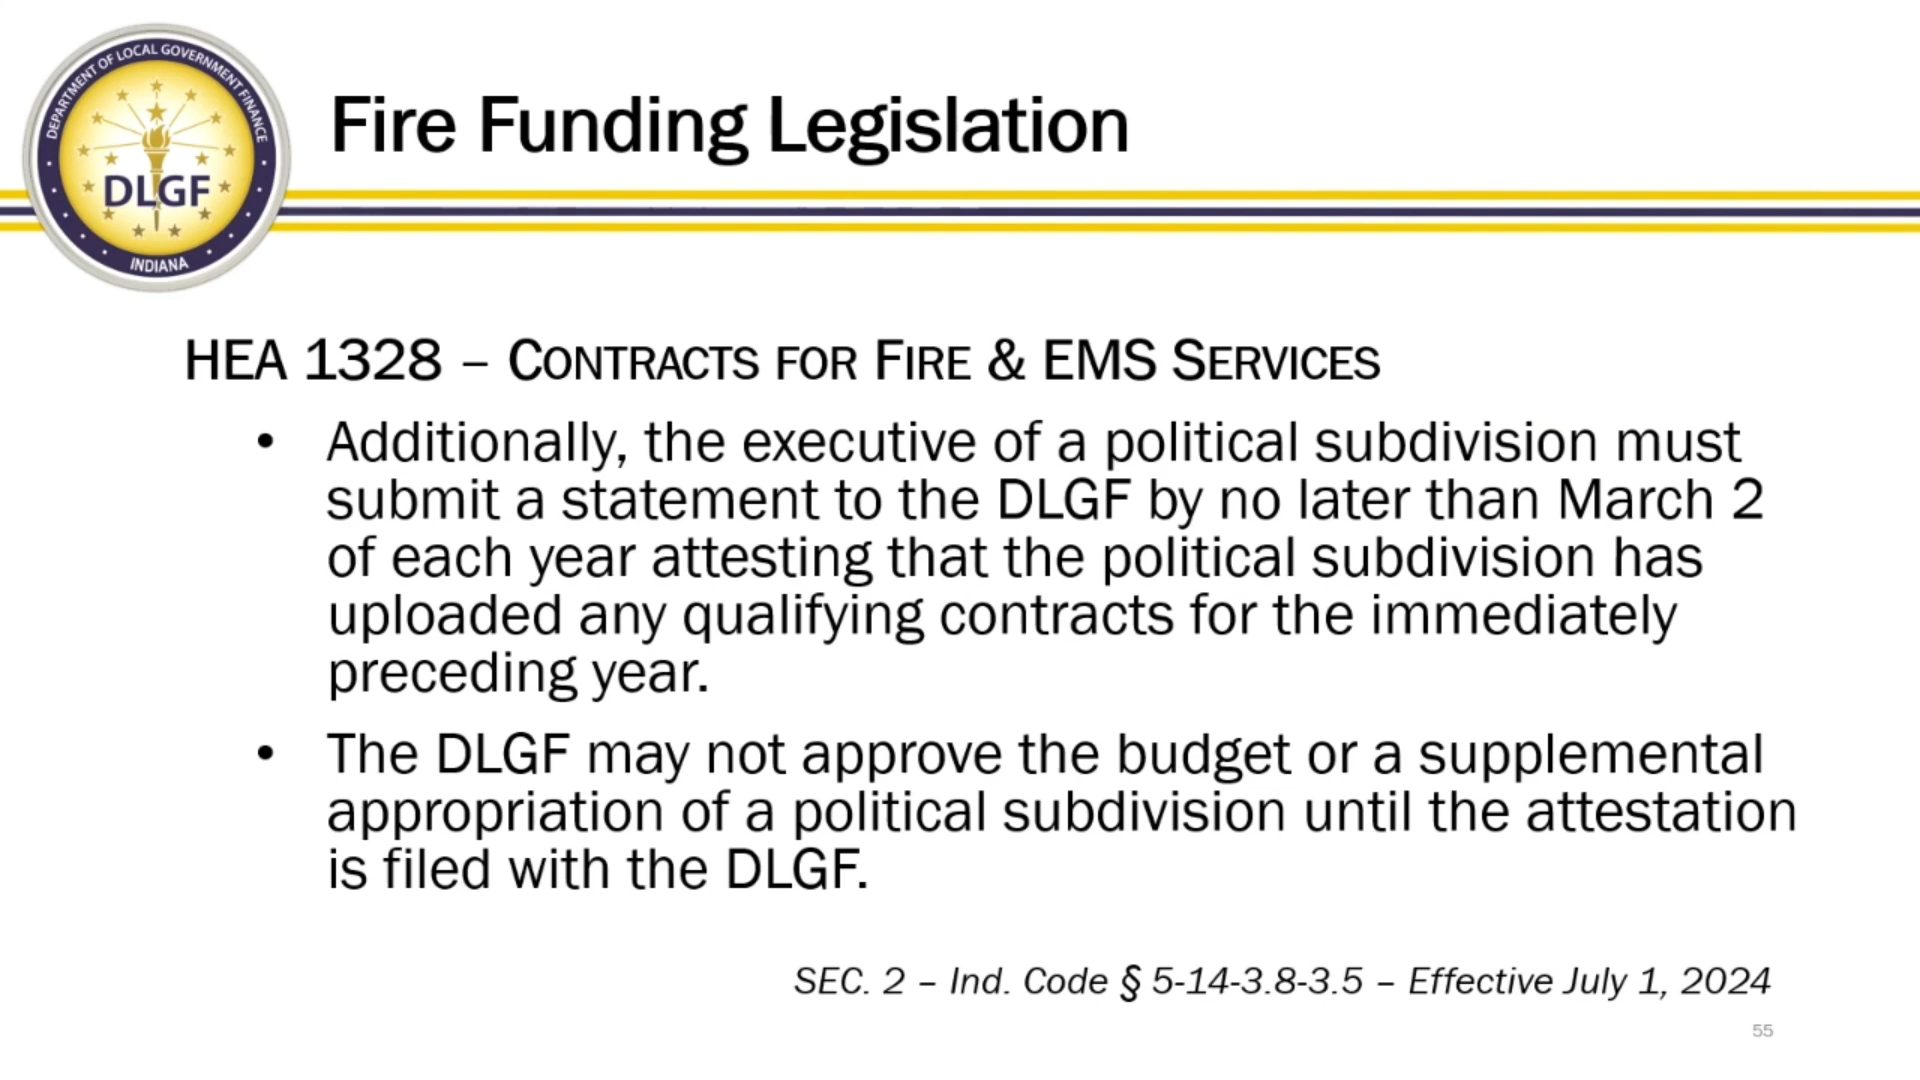 DEPARTMENT OF LOCAL GOVERNMENT FINANCE
DLGF
INDIANA
Fire Funding Legislation
HEA 1328 – CONTRACTS FOR FIRE & EMS SERVICES
• Additionally, the executive of a political subdivision must
submit a statement to the DLGF by no later than March 2
of each year attesting that the political subdivision has
uploaded any qualifying contracts for the immediately
preceding year.
• The DLGF may not approve the budget or a supplemental
appropriation of a political subdivision until the attestation
is filed with the DLGF.
SEC. 2 – Ind. Code § 5-14-3.8-3.5 – Effective July 1, 2024
55